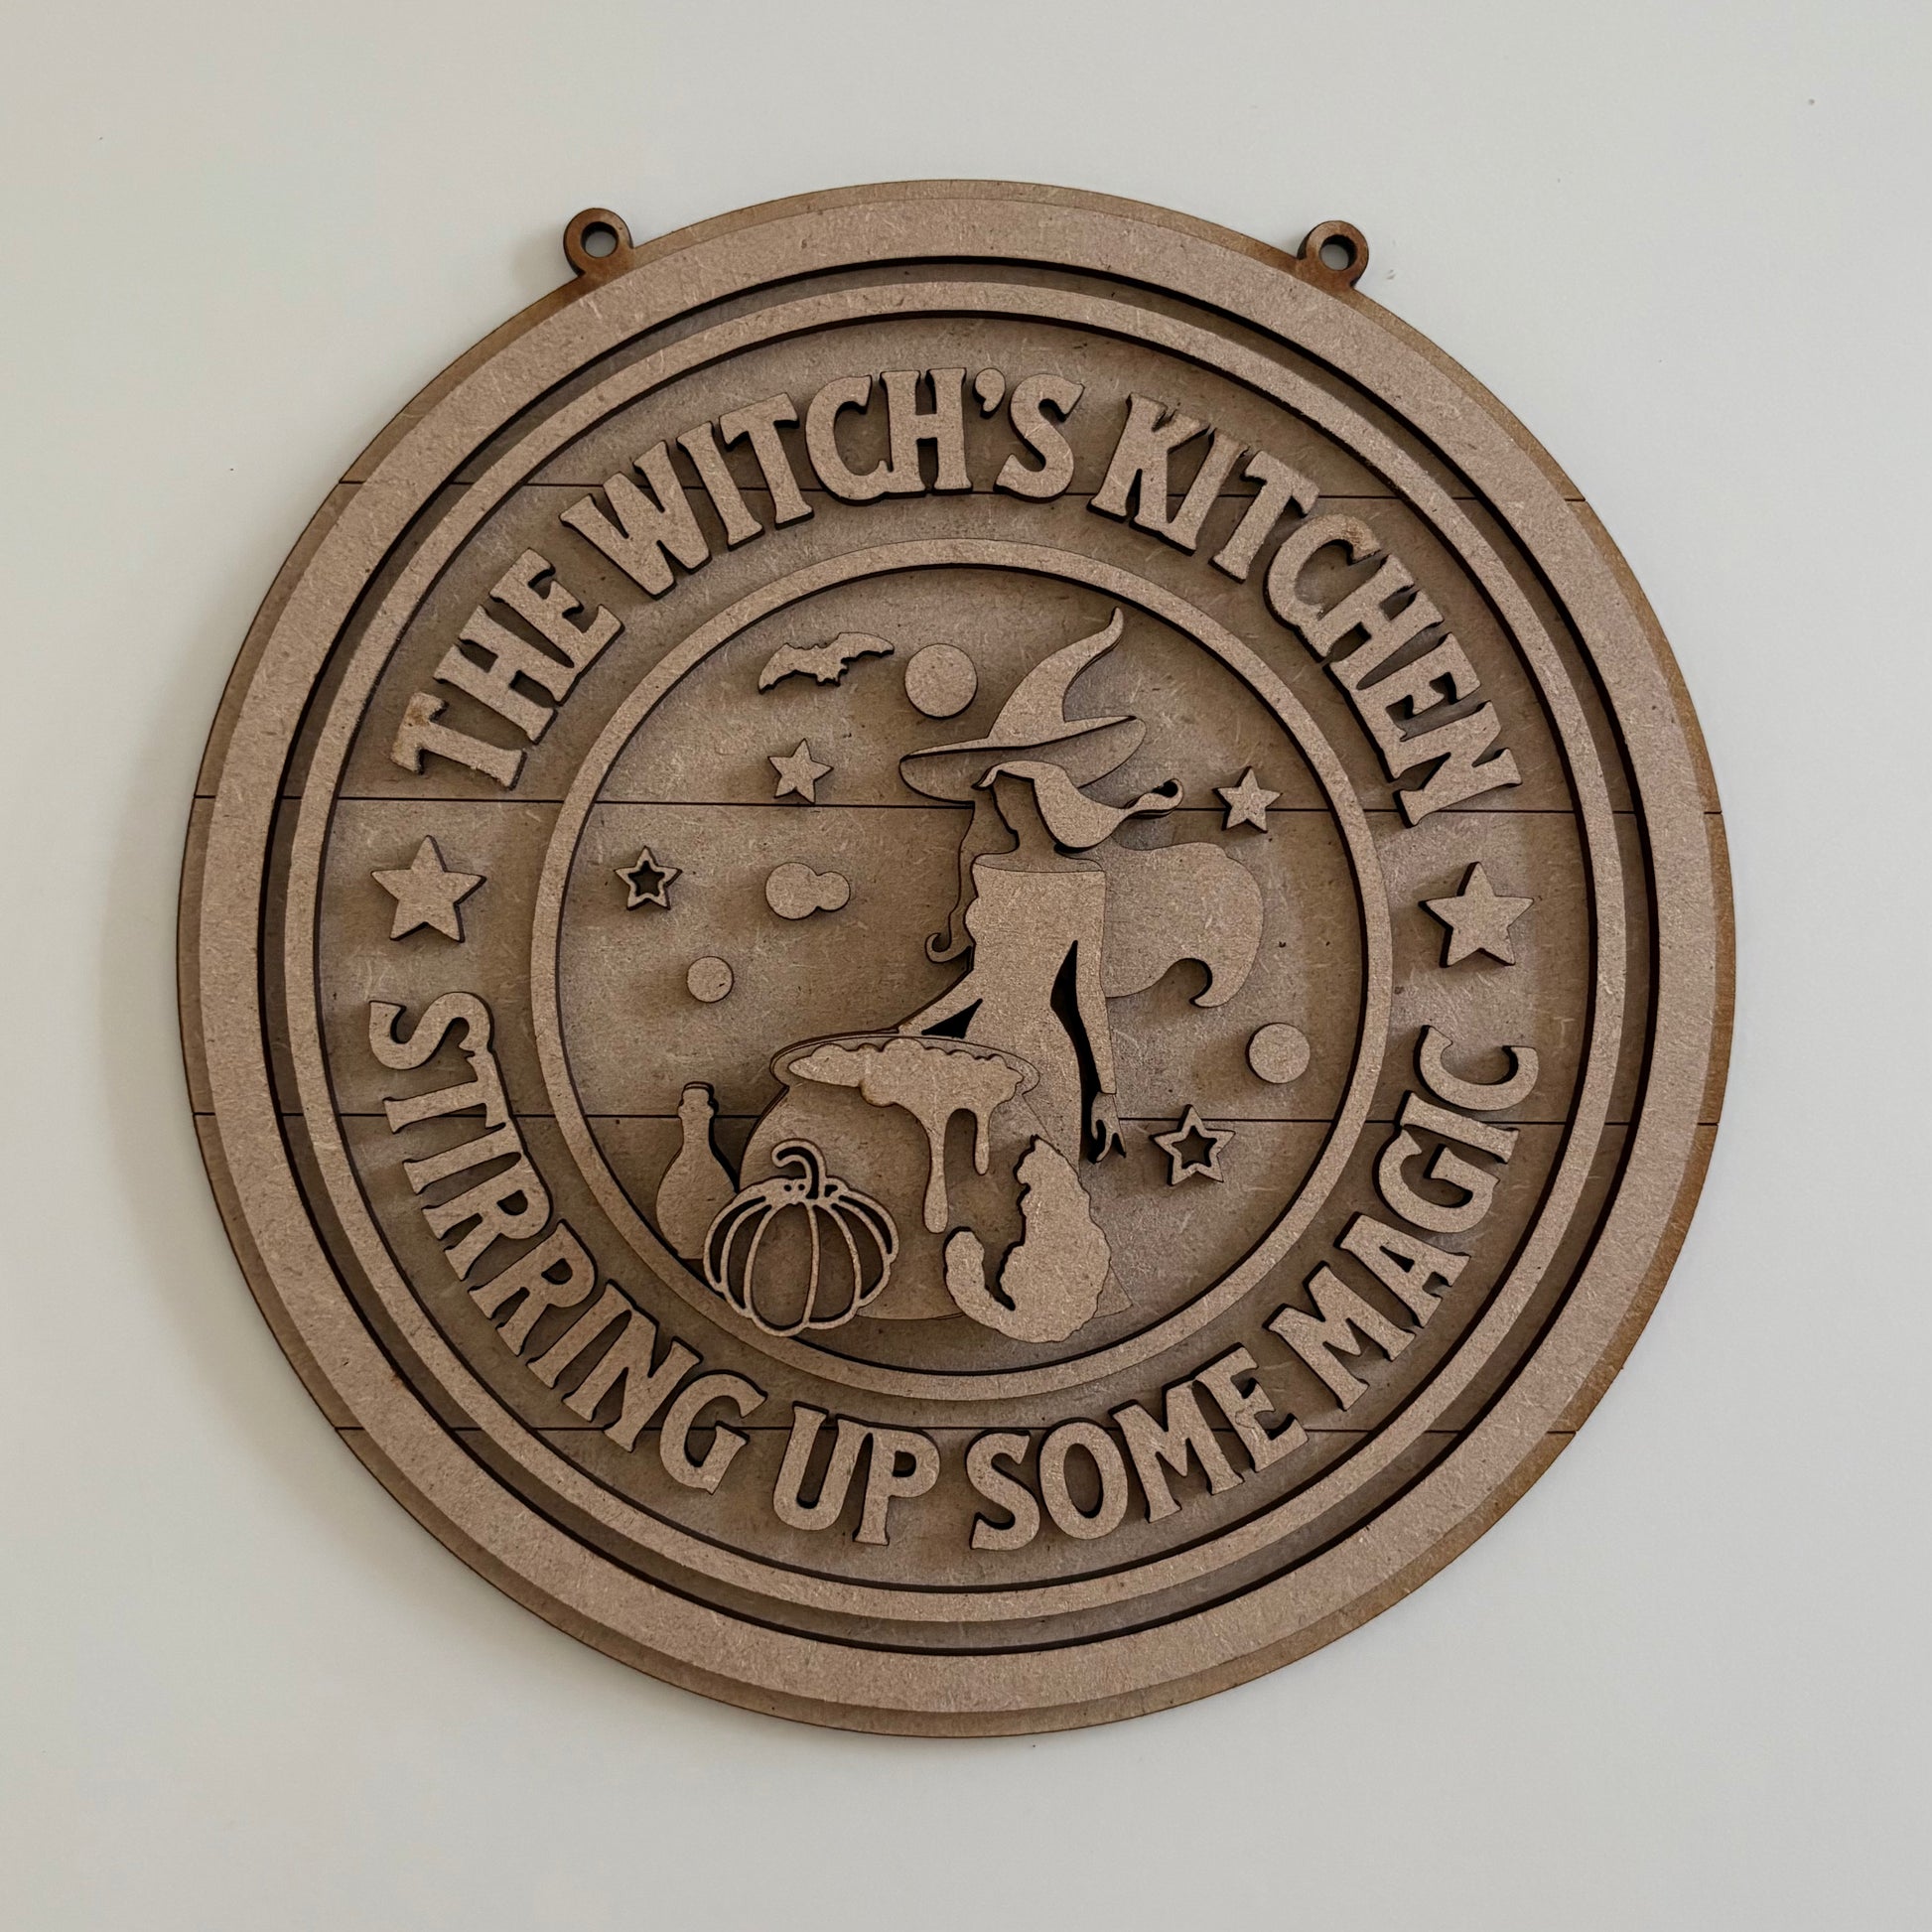 THE WITCH'S KITCHEN
STIRRING UP SOME MAGIC